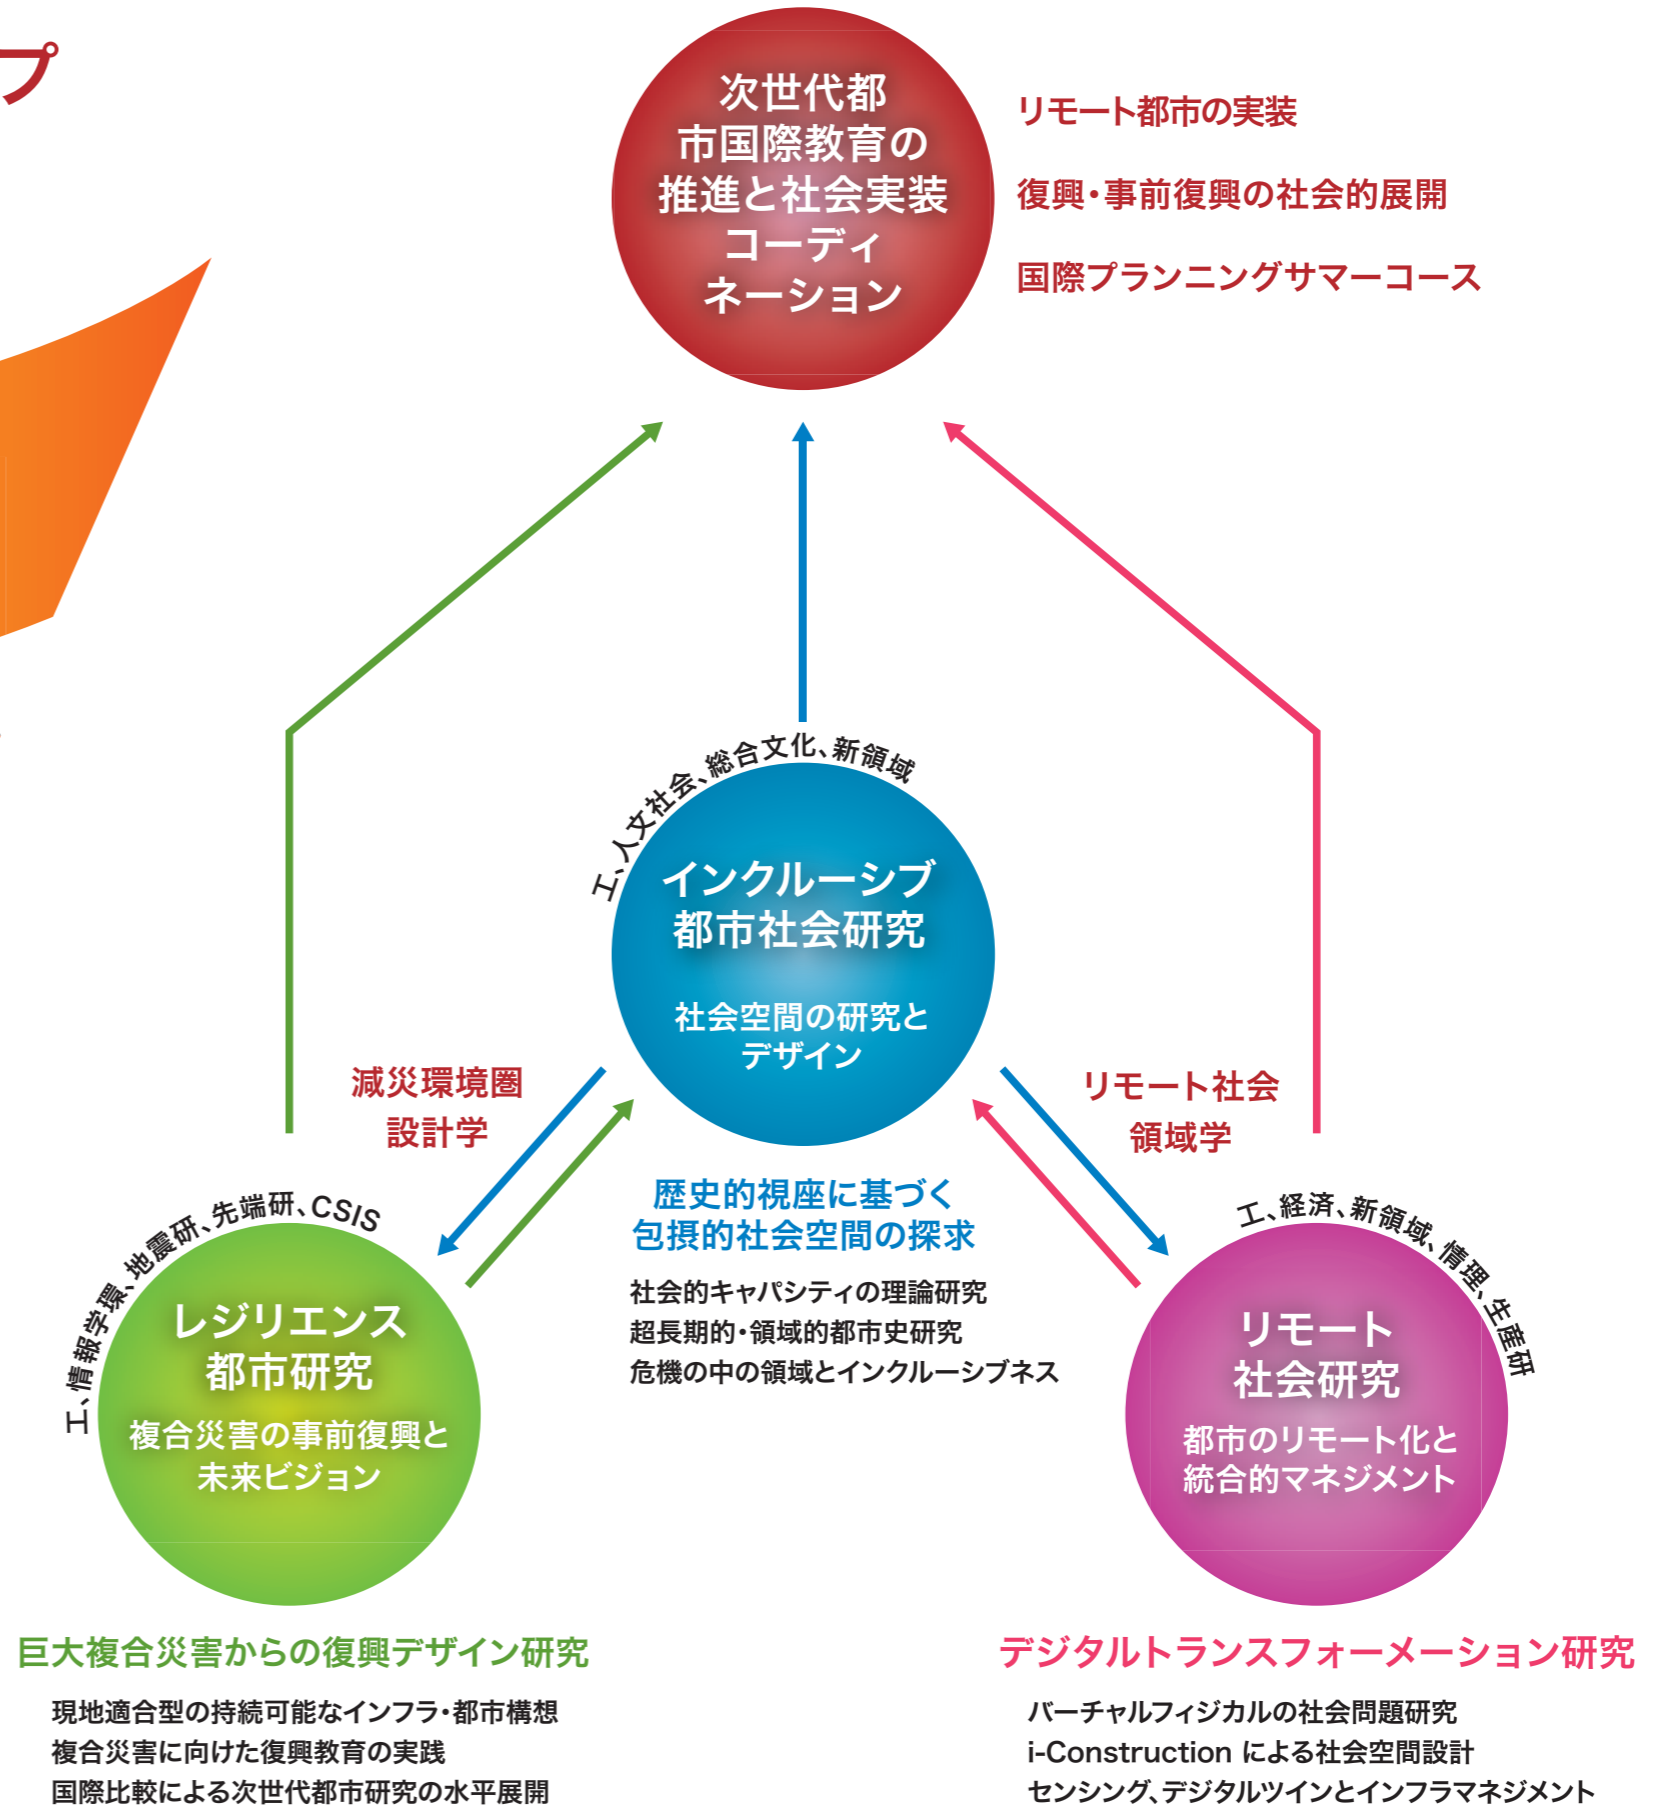 プ
次世代都
市国際教育の
推進と社会実装
コーディ
ネーション
リモート都市の実装
復興・事前復興の社会的展開
国際プランニングサマーコース
工、人文社会、総合文化、新領域
インクルーシブ
都市社会研究
社会空間の研究と
デザイン
減災環境圏
設計学
リモート社会
領域学
歴史的視座に基づく
包摂的社会空間の探求
社会的キャパシティの理論研究
超長期的・領域的都市史研究
危機の中の領域とインクルーシブネス
工、情報学環、地震研、先端研、CSIS
レジリエンス
都市研究
複合災害の事前復興と
未来ビジョン
工、経済、新領域、情理、生産研
リモート
社会研究
都市のリモート化と
統合的マネジメント
巨大複合災害からの復興デザイン研究
現地適合型の持続可能なインフラ・都市構想
複合災害に向けた復興教育の実践
国際比較による次世代都市研究の水平展開
デジタルトランスフォーメーション研究
バーチャルフィジカルの社会問題研究
i-Construction による社会空間設計
センシング、デジタルツインとインフラマネジメント